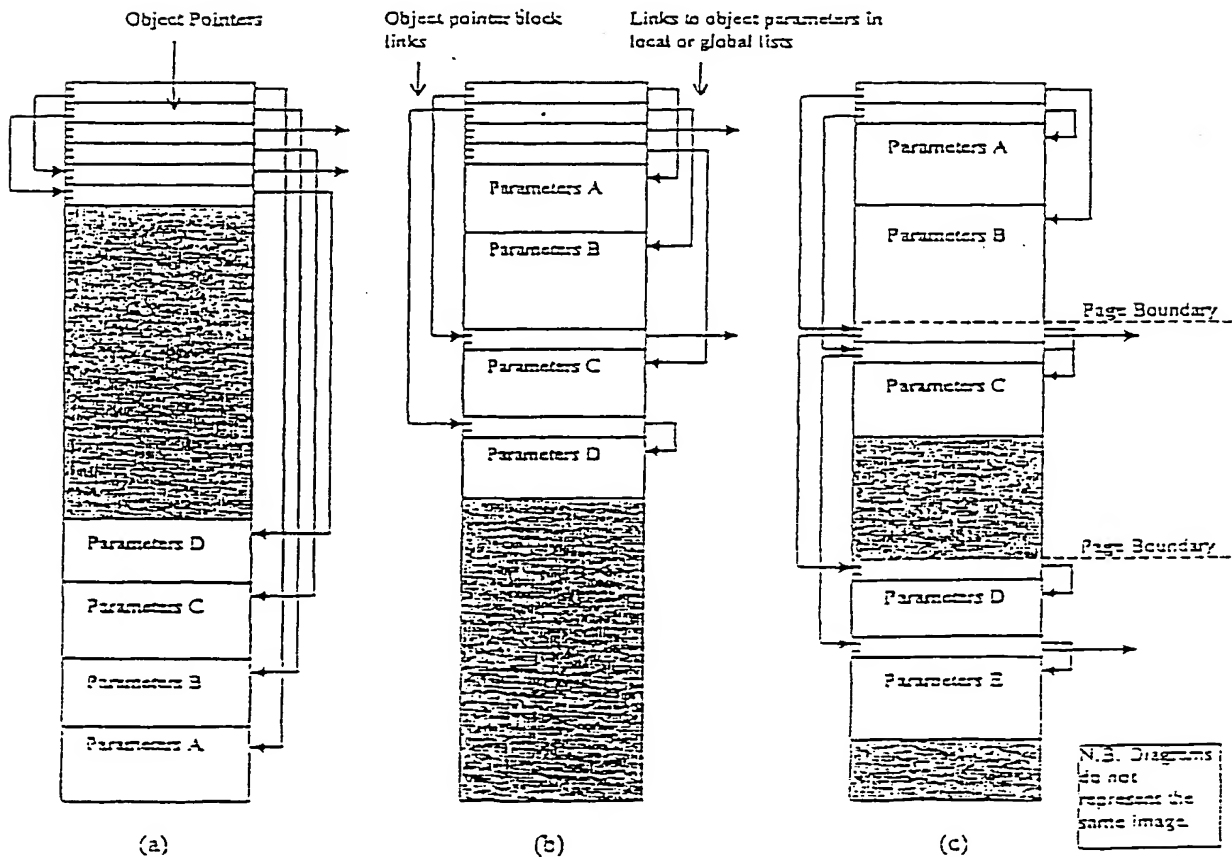 Object Pointers
Object pointer block
links
Links to object parameters in
local or global lists
Parameters D
Parameters C
Parameters B
Parameters A
(a)
Parameters A
Parameters B
Parameters C
Parameters D
(b)
Parameters A
Parameters B
Page Boundary
Parameters C
Page Boundary
Parameters D
Parameters E
(c)
N.B. Diagrams
do not
represent the
same image.